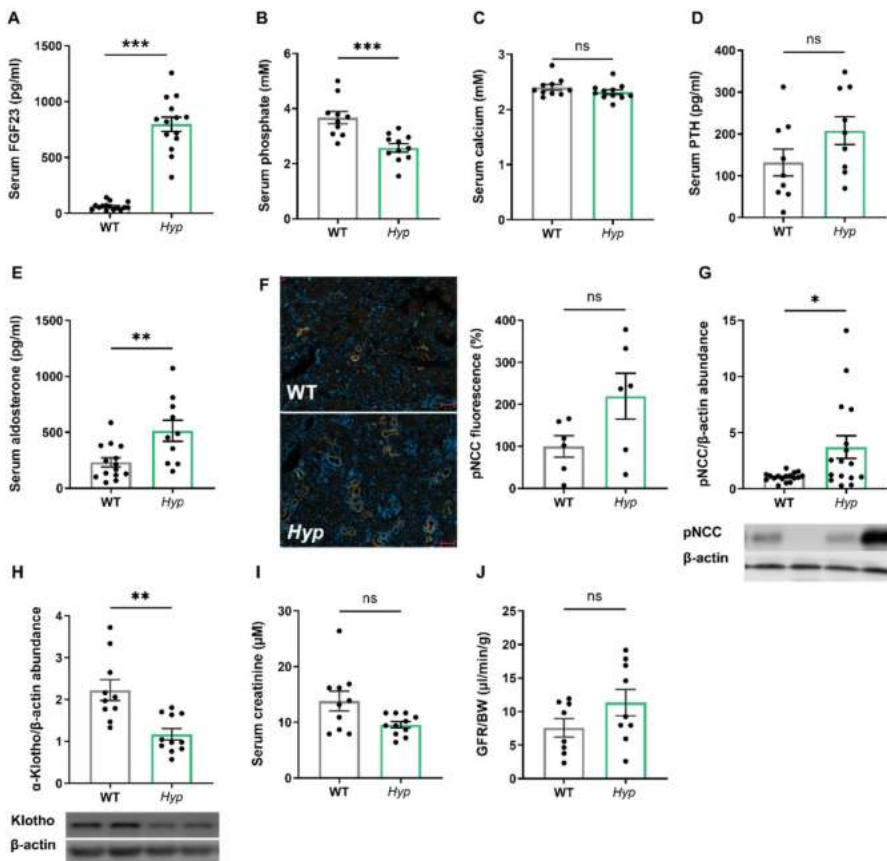 A
Serum FGF23 (pg/ml)
1500
1000
500
0
***
WT
Hyp
B
Serum phosphate (mM)
6
4
2
0
***
WT
Hyp
C
Serum calcium (mM)
3
2
1
0
ns
WT
Hyp
D
Serum PTH (pg/ml)
400
300
200
100
0
ns
WT
Hyp
E
Serum aldosterone (pg/ml)
1500
1000
500
0
**
WT
Hyp
F
WT
Hyp
pNCC fluorescence (%)
400
300
200
100
0
ns
WT
Hyp
G
pNCC/β-actin abundance
15
10
5
0
*
WT
Hyp
pNCC
β-actin
H
α-Klotho/β-actin abundance
4
3
2
1
0
**
WT
Hyp
Klotho
β-actin
I
Serum creatinine (μM)
30
20
10
0
ns
WT
Hyp
J
GFR/BW (μl/min/g)
25
20
15
10
5
0
ns
WT
Hyp